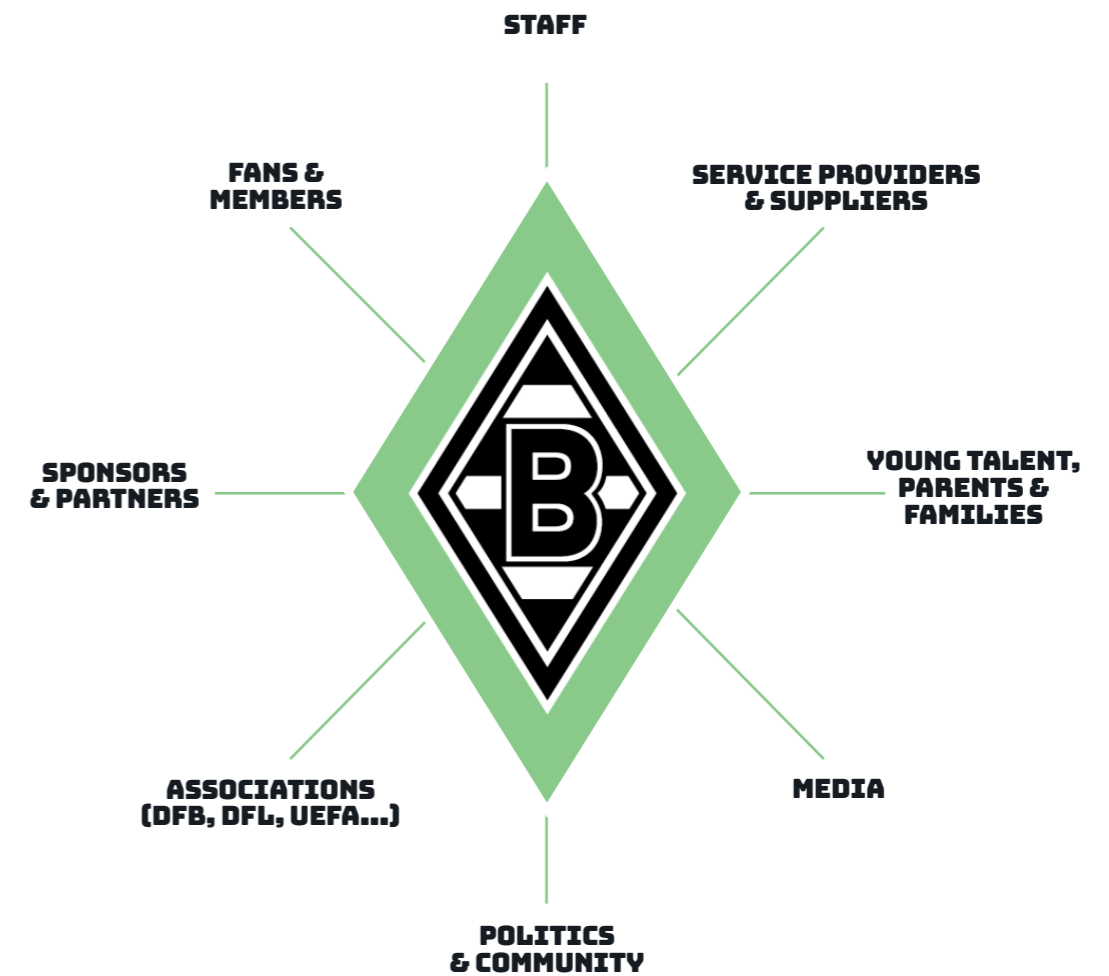 STAFF
FANS &
MEMBERS
SERVICE PROVIDERS
& SUPPLIERS
SPONSORS
& PARTNERS
B
YOUNG TALENT,
PARENTS &
FAMILIES
ASSOCIATIONS
(DFB, DFL, UEFA...)
MEDIA
POLITICS
& COMMUNITY